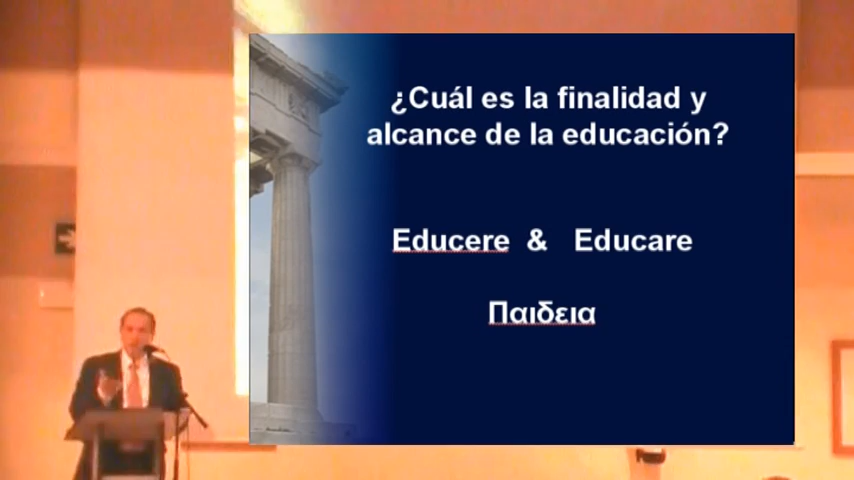 ¿Cuál es la finalidad y
alcance de la educación?
Educere & Educare
Παιδεια